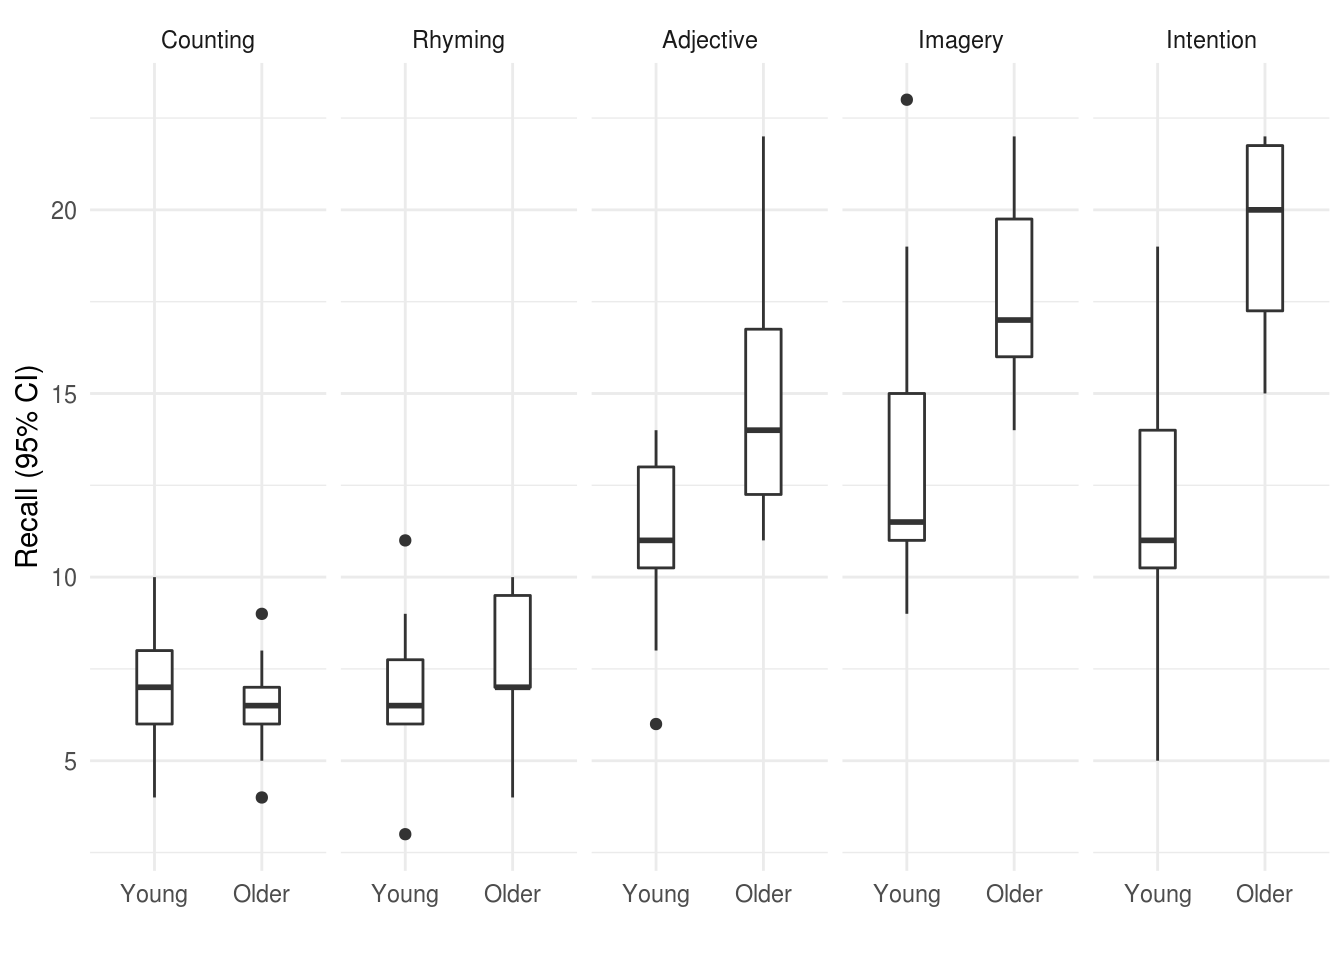 Counting Rhyming Adjective Imagery Intention
Recall (95% CI)
20
15
10
5
Young Older Young Older Young Older Young Older Young Older